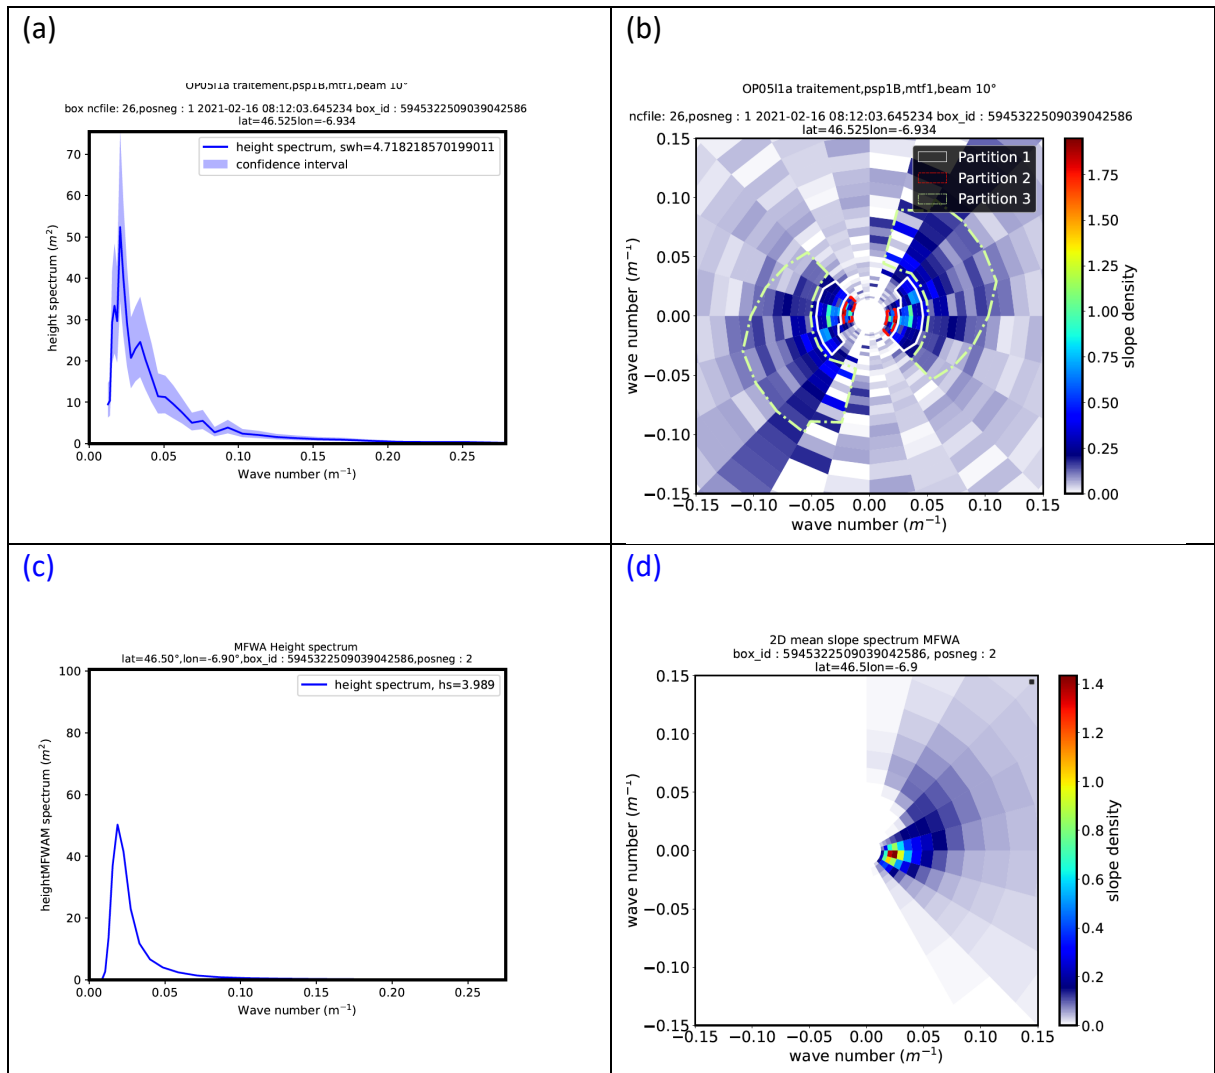 (a)
OP05l1a traitement,psp1B,mtf1,beam 10°
box ncfile: 26,posneg : 1 2021-02-16 08:12:03.645234 box_id : 5945322509039042586
lat=46.525lon=-6.934
height spectrum, swh=4.718218570199011
confidence interval
height spectrum (m²)
70
60
50
40
30
20
10
0
0.00 0.05 0.10 0.15 0.20 0.25
Wave number (m⁻¹)
(b)
OP05l1a traitement,psp1B,mtf1,beam 10°
ncfile: 26,posneg : 1 2021-02-16 08:12:03.645234 box_id : 5945322509039042586
lat=46.525lon=-6.934
Partition 1
Partition 2
Partition 3
wave number (m⁻¹)
0.15
0.10
0.05
0.00
−0.05
−0.10
−0.15
−0.15 −0.10 −0.05 0.00 0.05 0.10 0.15
wave number (m⁻¹)
1.75
1.50
1.25
1.00
0.75
0.50
0.25
0.00
slope density
(c)
MFWA Height spectrum
lat=46.50°,lon=-6.90°,box_id : 5945322509039042586,posneg : 2
height spectrum, hs=3.989
heightMFWAM spectrum (m²)
100
80
60
40
20
0
0.00 0.05 0.10 0.15 0.20 0.25
Wave number (m⁻¹)
(d)
2D mean slope spectrum MFWA
box_id : 5945322509039042586, posneg : 2
lat=46.5lon=-6.9
wave number (m⁻¹)
0.15
0.10
0.05
0.00
−0.05
−0.10
−0.15
−0.15 −0.10 −0.05 0.00 0.05 0.10 0.15
wave number (m⁻¹)
1.4
1.2
1.0
0.8
0.6
0.4
0.2
0.0
slope density